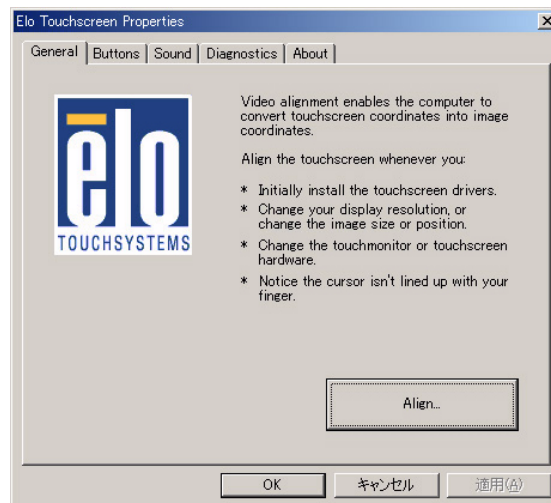 Elo Touchscreen Properties
General Buttons Sound Diagnostics About
elo
TOUCHSYSTEMS
Video alignment enables the computer to
convert touchscreen coordinates into image
coordinates.
Align the touchscreen whenever you:
* Initially install the touchscreen drivers.
* Change your display resolution, or
change the image size or position.
* Change the touchmonitor or touchscreen
hardware.
* Notice the cursor isn't lined up with your
finger.
Align...
OK キャンセル 適用(A)